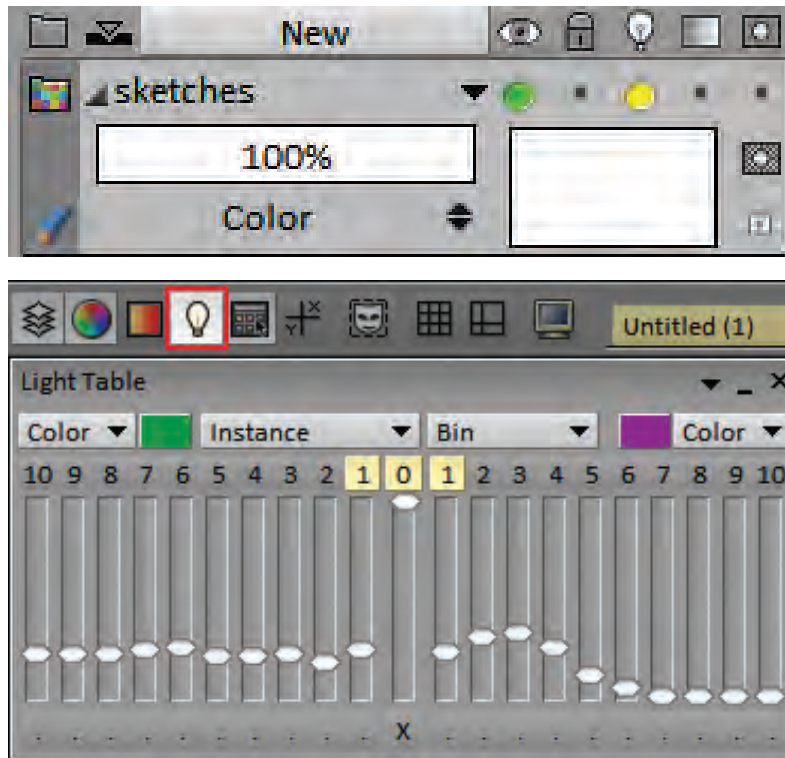 New
sketches
100%
Color
Y X
Untitled (1)
Light Table
Color Instance Bin Color
10 9 8 7 6 5 4 3 2 1 0 1 2 3 4 5 6 7 8 9 10
X